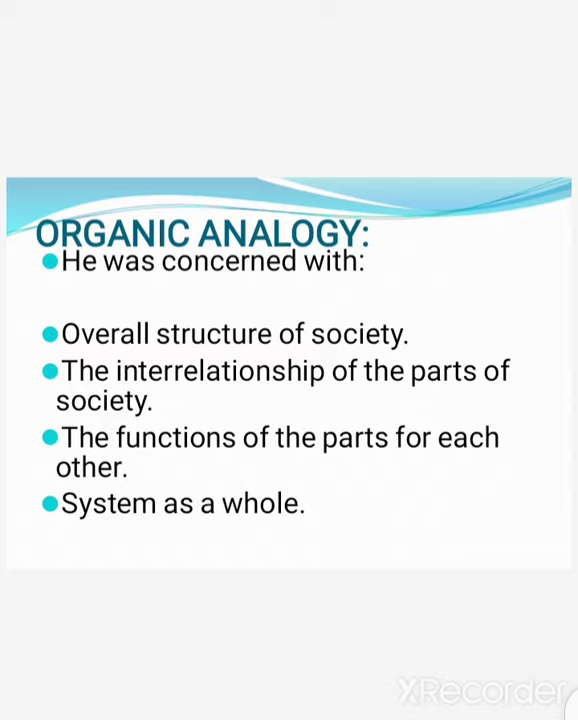 ORGANIC ANALOGY:
He was concerned with:
Overall structure of society.
The interrelationship of the parts of
society.
The functions of the parts for each
other.
System as a whole.
XRecorder